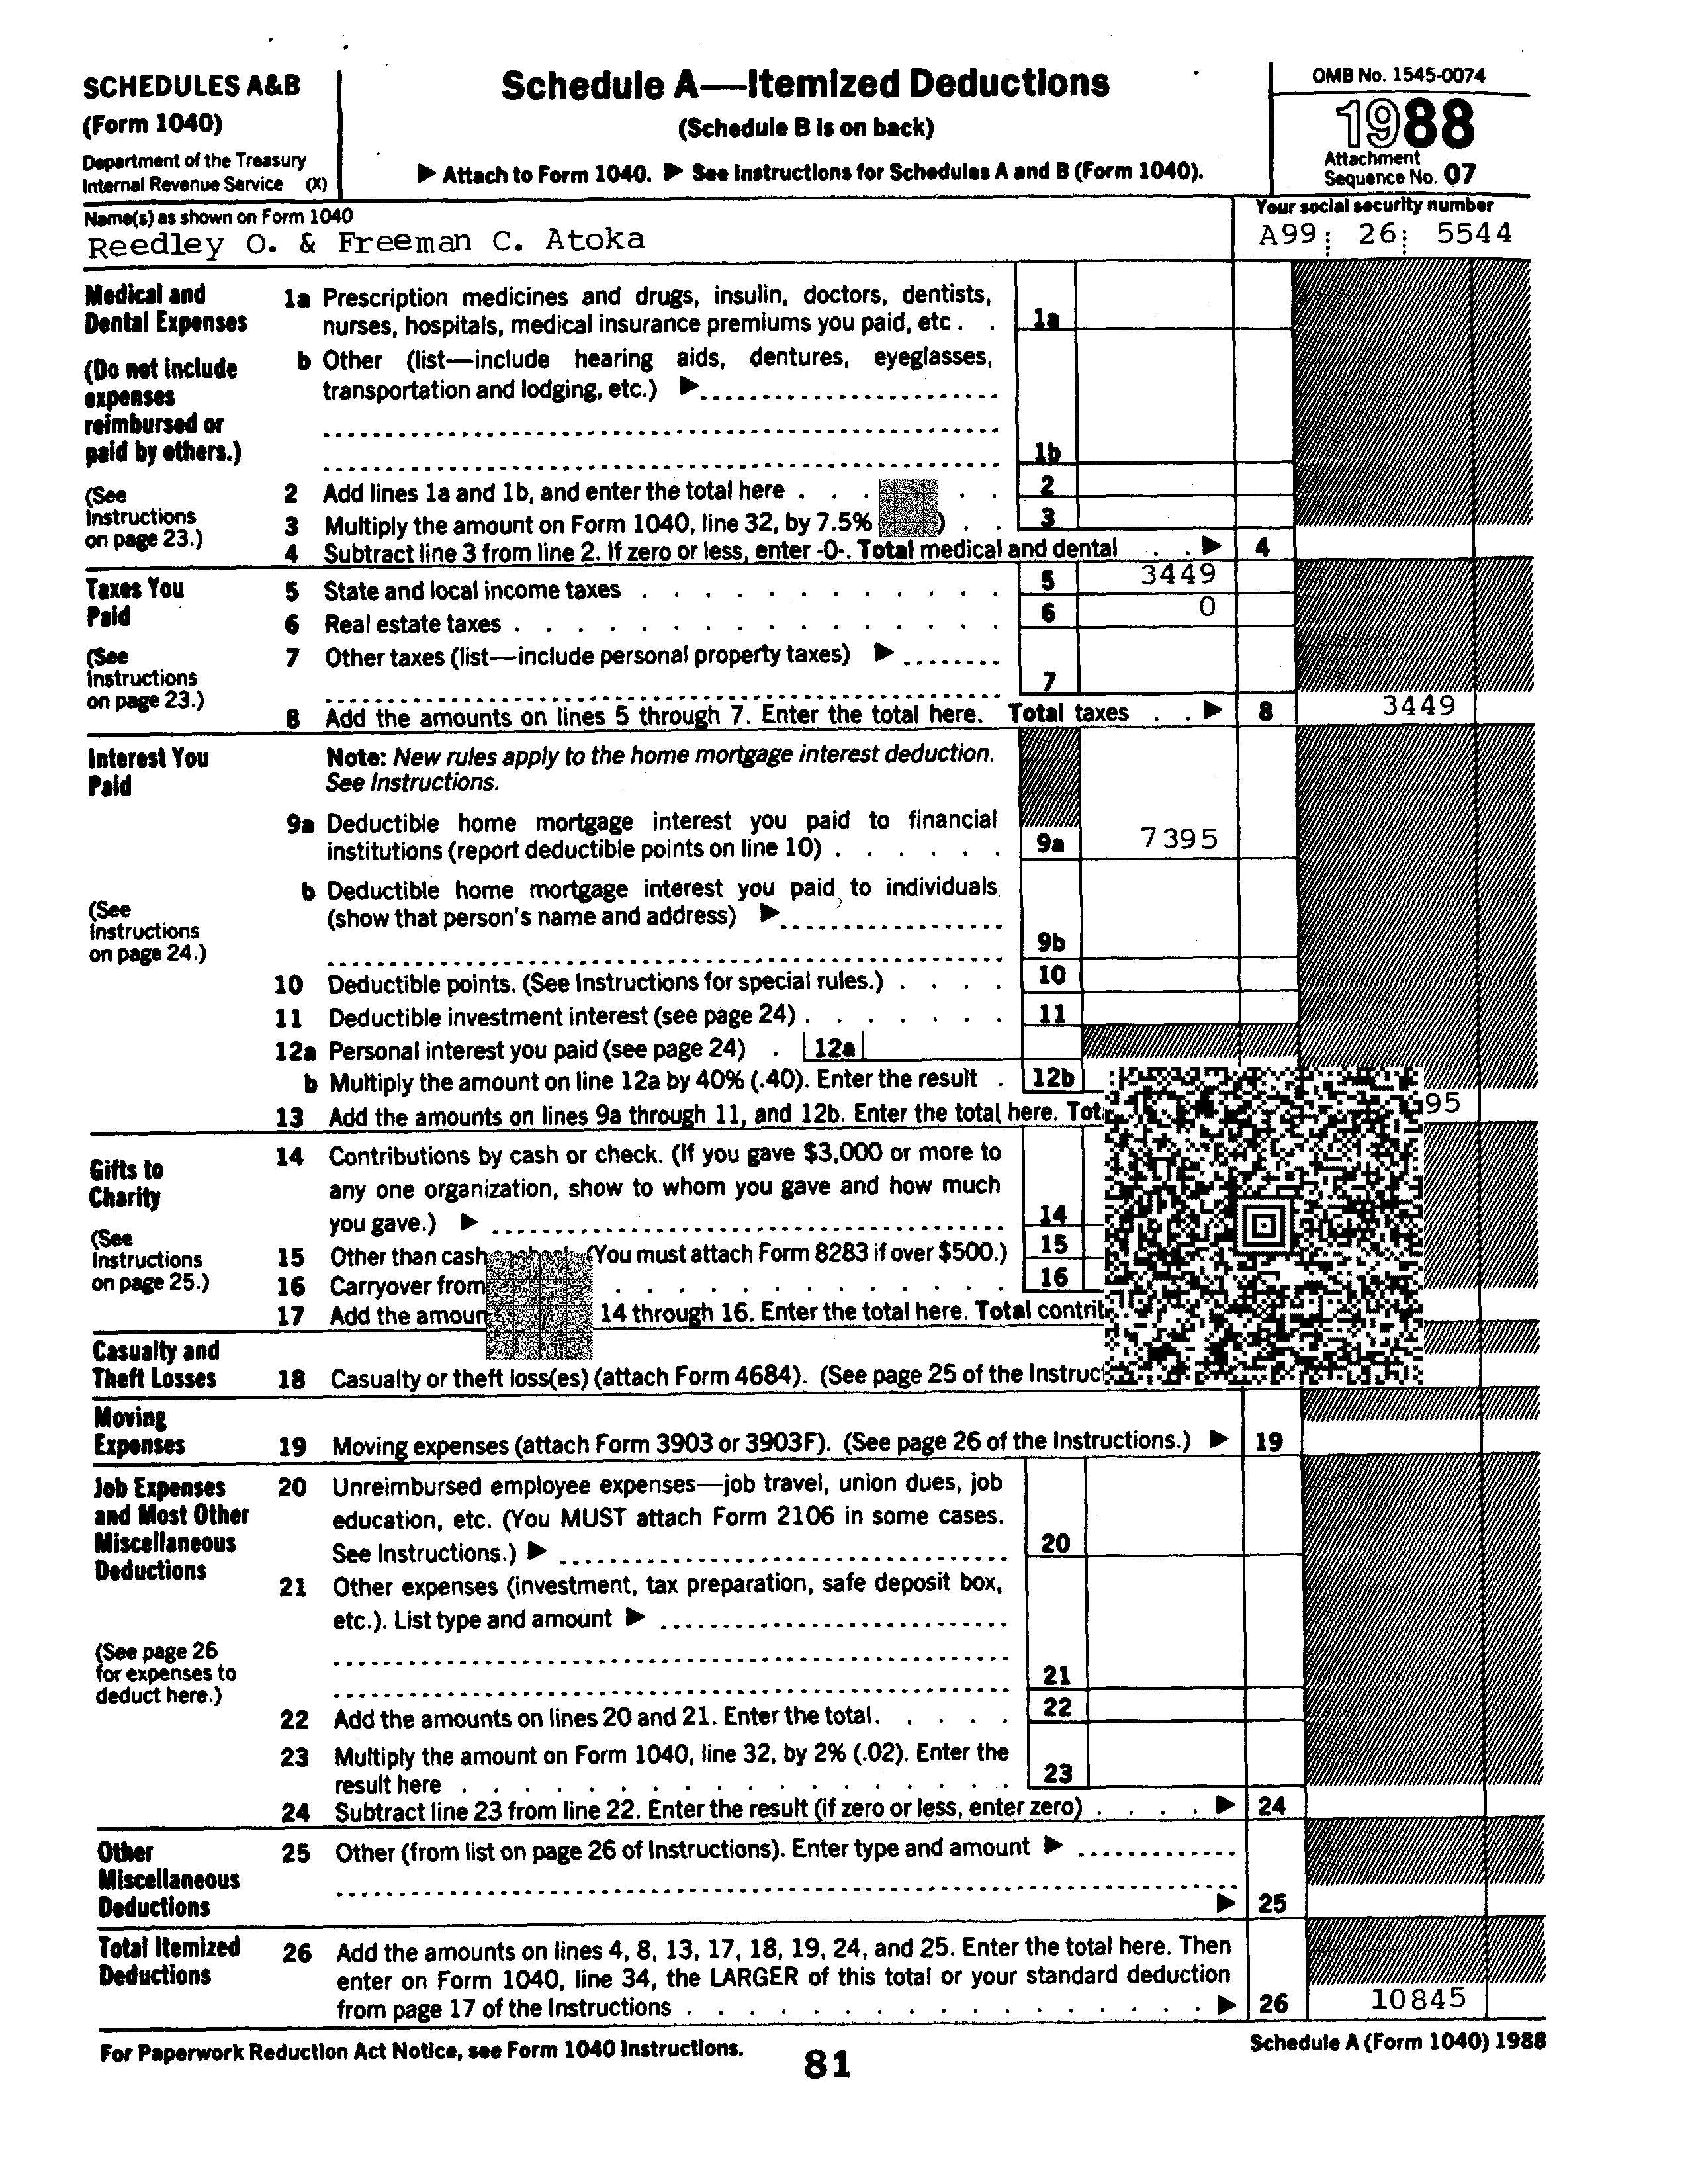 SCHEDULES A&B
(Form 1040)
Department of the Treasury
Internal Revenue Service (X)
Schedule A—Itemized Deductions
(Schedule B is on back)
▶ Attach to Form 1040. ▶ See Instructions for Schedules A and B (Form 1040).
OMB No. 1545-0074
1988
Attachment
Sequence No. 07
Name(s) as shown on Form 1040
Reedley O. & Freeman C. Atoka
Your social security number
A99 26 5544
Medical and
Dental Expenses
(Do not include
expenses
reimbursed or
paid by others.)
(See
Instructions
on page 23.)
1a Prescription medicines and drugs, insulin, doctors, dentists,
nurses, hospitals, medical insurance premiums you paid, etc . . 1a
b Other (list—include hearing aids, dentures, eyeglasses,
transportation and lodging, etc.) ▶
1b
2 Add lines 1a and 1b, and enter the total here 2
3 Multiply the amount on Form 1040, line 32, by 7.5% ) . . 3
4 Subtract line 3 from line 2. If zero or less, enter -0-. Total medical and dental . . ▶ 4
Taxes You
Paid
(See
Instructions
on page 23.)
5 State and local income taxes 5 3449
6 Real estate taxes 6 0
7 Other taxes (list—include personal property taxes) ▶
7
8 Add the amounts on lines 5 through 7. Enter the total here. Total taxes . . ▶ 8 3449
Interest You
Paid
(See
Instructions
on page 24.)
Note: New rules apply to the home mortgage interest deduction.
See Instructions.
9a Deductible home mortgage interest you paid to financial
institutions (report deductible points on line 10) 9a 7395
b Deductible home mortgage interest you paid to individuals
(show that person's name and address) ▶
9b
10 Deductible points. (See Instructions for special rules.) 10
11 Deductible investment interest (see page 24) 11
12a Personal interest you paid (see page 24) . 12a
b Multiply the amount on line 12a by 40% (.40). Enter the result . 12b
13 Add the amounts on lines 9a through 11, and 12b. Enter the total here. 95
Gifts to
Charity
(See
Instructions
on page 25.)
14 Contributions by cash or check. (If you gave $3,000 or more to
any one organization, show to whom you gave and how much
you gave.) ▶ 14
15 Other than cash (You must attach Form 8283 if over $500.) 15
16 Carryover from 16
17 Add the 14 through 16. Enter the total here. Total
Casualty and
Theft Losses
18 Casualty or theft loss(es) (attach Form 4684). (See page 25 of the
Moving
Expenses
19 Moving expenses (attach Form 3903 or 3903F). (See page 26 of the Instructions.) ▶ 19
Job Expenses
and Most Other
Miscellaneous
Deductions
(See page 26
for expenses to
deduct here.)
20 Unreimbursed employee expenses—job travel, union dues, job
education, etc. (You MUST attach Form 2106 in some cases.
See Instructions.) ▶ 20
21 Other expenses (investment, tax preparation, safe deposit box,
etc.). List type and amount ▶
21
22 Add the amounts on lines 20 and 21. Enter the total. 22
23 Multiply the amount on Form 1040, line 32, by 2% (.02). Enter the
result here 23
24 Subtract line 23 from line 22. Enter the result (if zero or less, enter zero) ▶ 24
Other
Miscellaneous
Deductions
25 Other (from list on page 26 of Instructions). Enter type and amount ▶
▶ 25
Total Itemized
Deductions
26 Add the amounts on lines 4, 8, 13, 17, 18, 19, 24, and 25. Enter the total here. Then
enter on Form 1040, line 34, the LARGER of this total or your standard deduction
from page 17 of the Instructions ▶ 26 10845
For Paperwork Reduction Act Notice, see Form 1040 Instructions.
81
Schedule A (Form 1040) 1988